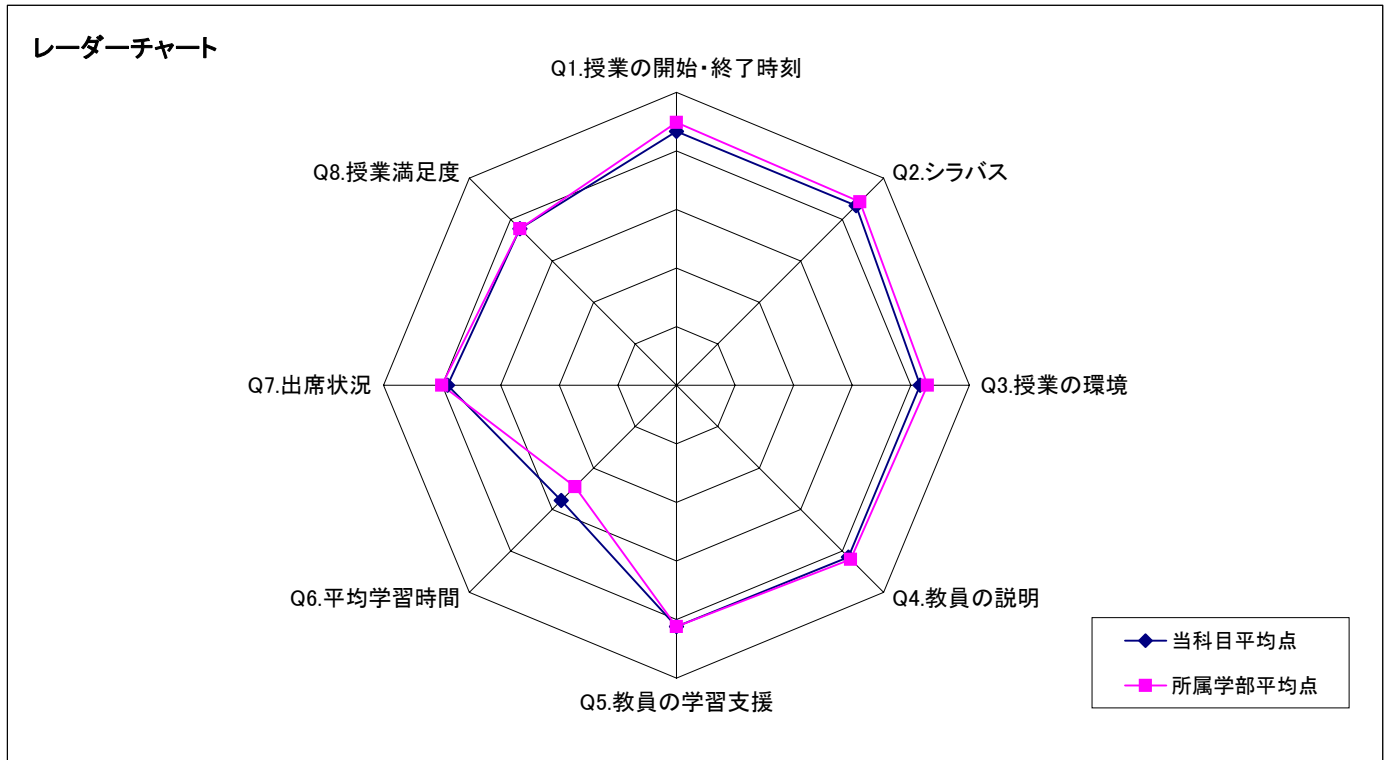 レーダーチャート
Q1.授業の開始・終了時刻
Q8.授業満足度
Q2.シラバス
Q7.出席状況
Q3.授業の環境
Q6.平均学習時間
Q4.教員の説明
Q5.教員の学習支援
当科目平均点
所属学部平均点